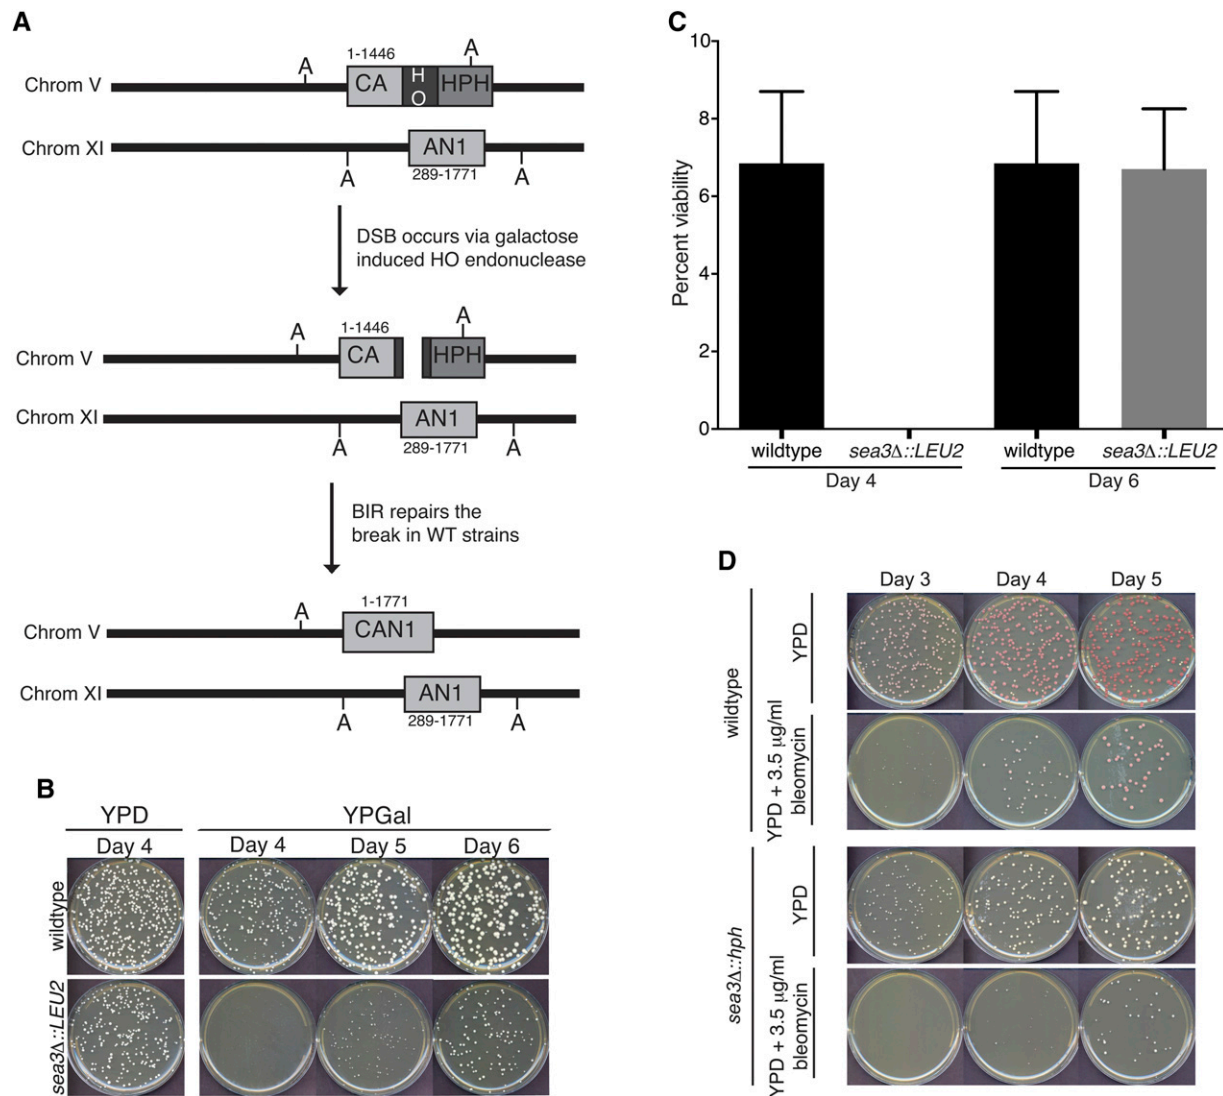 A
1-1446
A
A
Chrom V
CA
H
O
HPH
Chrom XI
AN1
289-1771
A
A
DSB occurs via galactose
induced HO endonuclease
1-1446
A
A
Chrom V
CA
HPH
Chrom XI
AN1
289-1771
A
A
BIR repairs the
break in WT strains
1-1771
A
Chrom V
CAN1
Chrom XI
AN1
289-1771
A
A
B
YPD
YPGal
Day 4
Day 4
Day 5
Day 6
wildtype
sea3Δ::LEU2
C
10
8
6
4
2
0
Percent viability
wildtype
sea3Δ::LEU2
wildtype
sea3Δ::LEU2
Day 4
Day 6
D
Day 3
Day 4
Day 5
wildtype
YPD
YPD + 3.5 µg/ml
bleomycin
sea3Δ::hph
YPD
YPD + 3.5 µg/ml
bleomycin